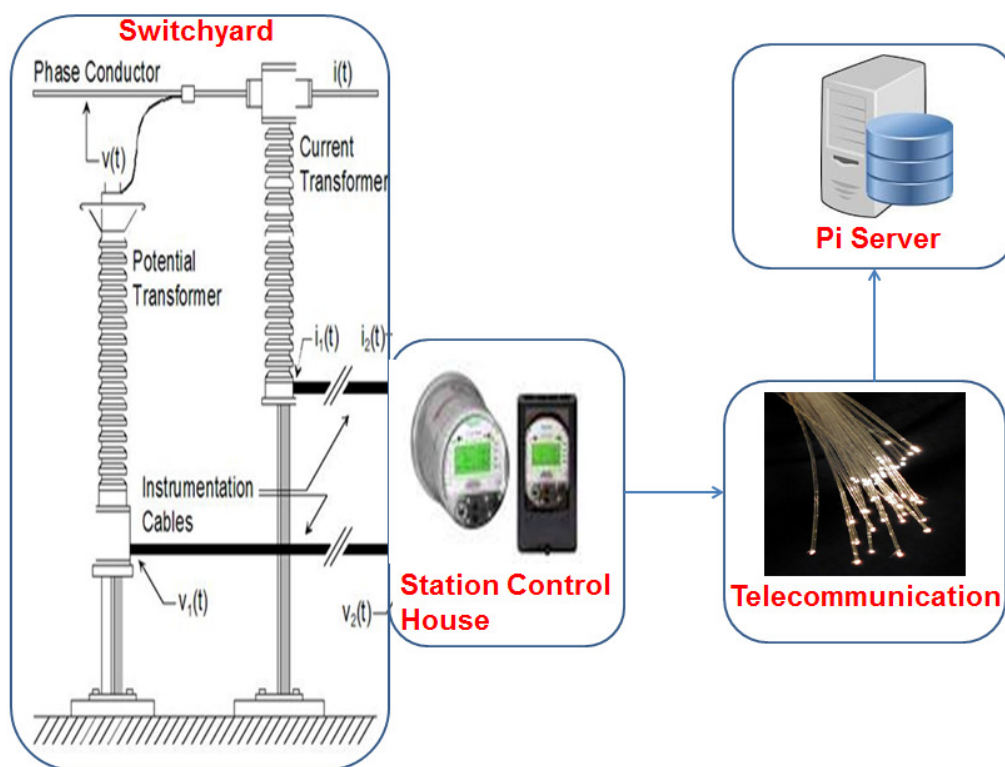 Switchyard
Phase Conductor
i(t)
v(t)
Current
Transformer
Potential
Transformer
i₁(t)
i₂(t)
Instrumentation
Cables
v₁(t)
v₂(t)
Station Control
House
Telecommunication
Pi Server